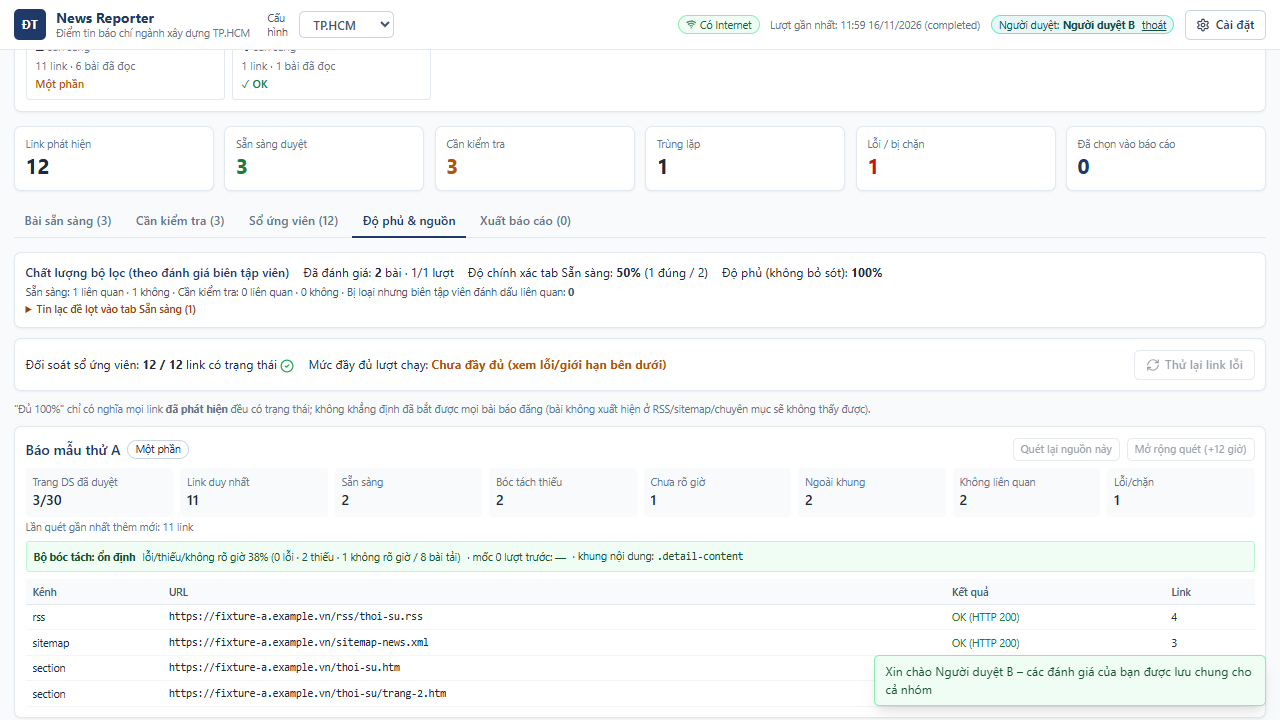 ĐT
News Reporter
Điểm tin báo chí ngành xây dựng TP.HCM
Cấu hình
TP.HCM
Có Internet
Lượt gần nhất: 11:59 16/11/2026 (completed)
Người duyệt: Người duyệt B thoát
Cài đặt
11 link · 6 bài đã đọc
Một phần
1 link · 1 bài đã đọc
✓ OK
Link phát hiện
12
Sẵn sàng duyệt
3
Cần kiểm tra
3
Trùng lặp
1
Lỗi / bị chặn
1
Đã chọn vào báo cáo
0
Bài sẵn sàng (3)
Cần kiểm tra (3)
Sổ ứng viên (12)
Độ phủ & nguồn
Xuất báo cáo (0)
Chất lượng bộ lọc (theo đánh giá biên tập viên) Đã đánh giá: 2 bài · 1/1 lượt Độ chính xác tab Sẵn sàng: 50% (1 đúng / 2) Độ phủ (không bỏ sót): 100%
Sẵn sàng: 1 liên quan · 1 không · Cần kiểm tra: 0 liên quan · 0 không · Bị loại nhưng biên tập viên đánh dấu liên quan: 0
▶ Tin lạc đề lọt vào tab Sẵn sàng (1)
Đối soát sổ ứng viên: 12 / 12 link có trạng thái Mức đầy đủ lượt chạy: Chưa đầy đủ (xem lỗi/giới hạn bên dưới)
Thử lại link lỗi
"Đủ 100%" chỉ có nghĩa mọi link đã phát hiện đều có trạng thái; không khẳng định đã bắt được mọi bài báo đăng (bài không xuất hiện ở RSS/sitemap/chuyên mục sẽ không thấy được).
Báo mẫu thử A
Một phần
Quét lại nguồn này
Mở rộng quét (+12 giờ)
Trang DS đã duyệt
3/30
Link duy nhất
11
Sẵn sàng
2
Bóc tách thiếu
2
Chưa rõ giờ
1
Ngoài khung
2
Không liên quan
2
Lỗi/chặn
1
Lần quét gần nhất thêm mới: 11 link
Bộ bóc tách: ổn định lỗi/thiếu/không rõ giờ 38% (0 lỗi · 2 thiếu · 1 không rõ giờ / 8 bài tải) · mốc 0 lượt trước: — · khung nội dung: .detail-content
Kênh URL Kết quả Link
rss https://fixture-a.example.vn/rss/thoi-su.rss OK (HTTP 200) 4
sitemap https://fixture-a.example.vn/sitemap-news.xml OK (HTTP 200) 3
section https://fixture-a.example.vn/thoi-su.htm
section https://fixture-a.example.vn/thoi-su/trang-2.htm
Xin chào Người duyệt B – các đánh giá của bạn được lưu chung cho
cả nhóm